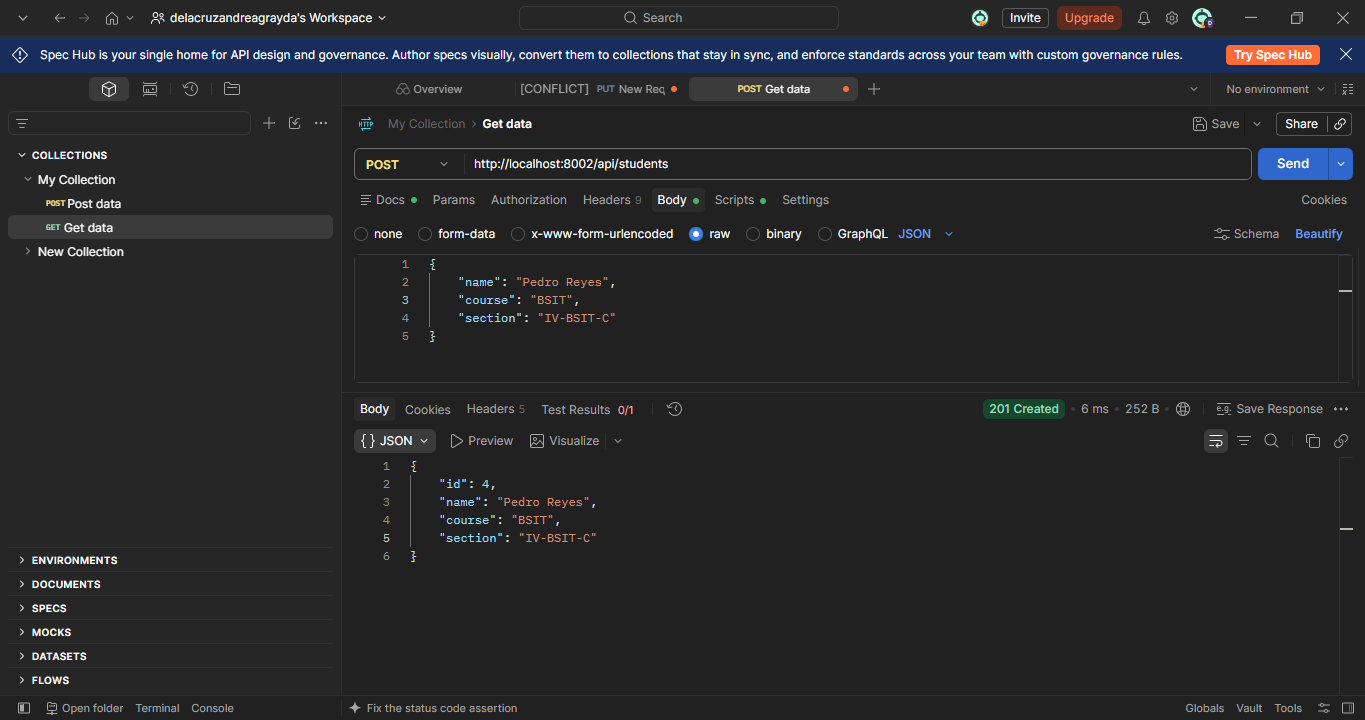 delacruzandreagrayda's Workspace
Search
Invite
Upgrade
Spec Hub is your single home for API design and governance. Author specs visually, convert them to collections that stay in sync, and enforce standards across your team with custom governance rules.
Try Spec Hub
Overview
[CONFLICT] PUT New Req
POST Get data
No environment
COLLECTIONS
My Collection
POST Post data
GET Get data
New Collection
ENVIRONMENTS
DOCUMENTS
SPECS
MOCKS
DATASETS
FLOWS
HTTP My Collection > Get data
Save
Share
POST http://localhost:8002/api/students
Send
Docs Params Authorization Headers 9 Body Scripts Settings
Cookies
none form-data x-www-form-urlencoded raw binary GraphQL JSON
Schema Beautify
1 {
2 "name": "Pedro Reyes",
3 "course": "BSIT",
4 "section": "IV-BSIT-C"
5 }
Body Cookies Headers 5 Test Results 0/1
201 Created • 6 ms • 252 B
e.g. Save Response
{} JSON Preview Visualize
1 {
2 "id": 4,
3 "name": "Pedro Reyes",
4 "course": "BSIT",
5 "section": "IV-BSIT-C"
6 }
Open folder Terminal Console
Fix the status code assertion
Globals Vault Tools